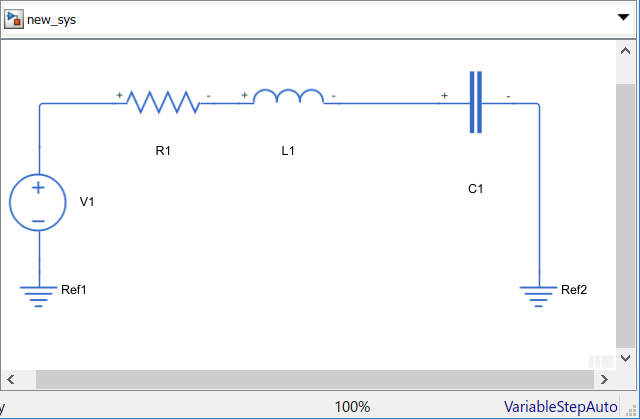 new_sys
+ - + - + -
R1 L1
C1
+
V1
−
Ref1 Ref2
y 100% VariableStepAuto